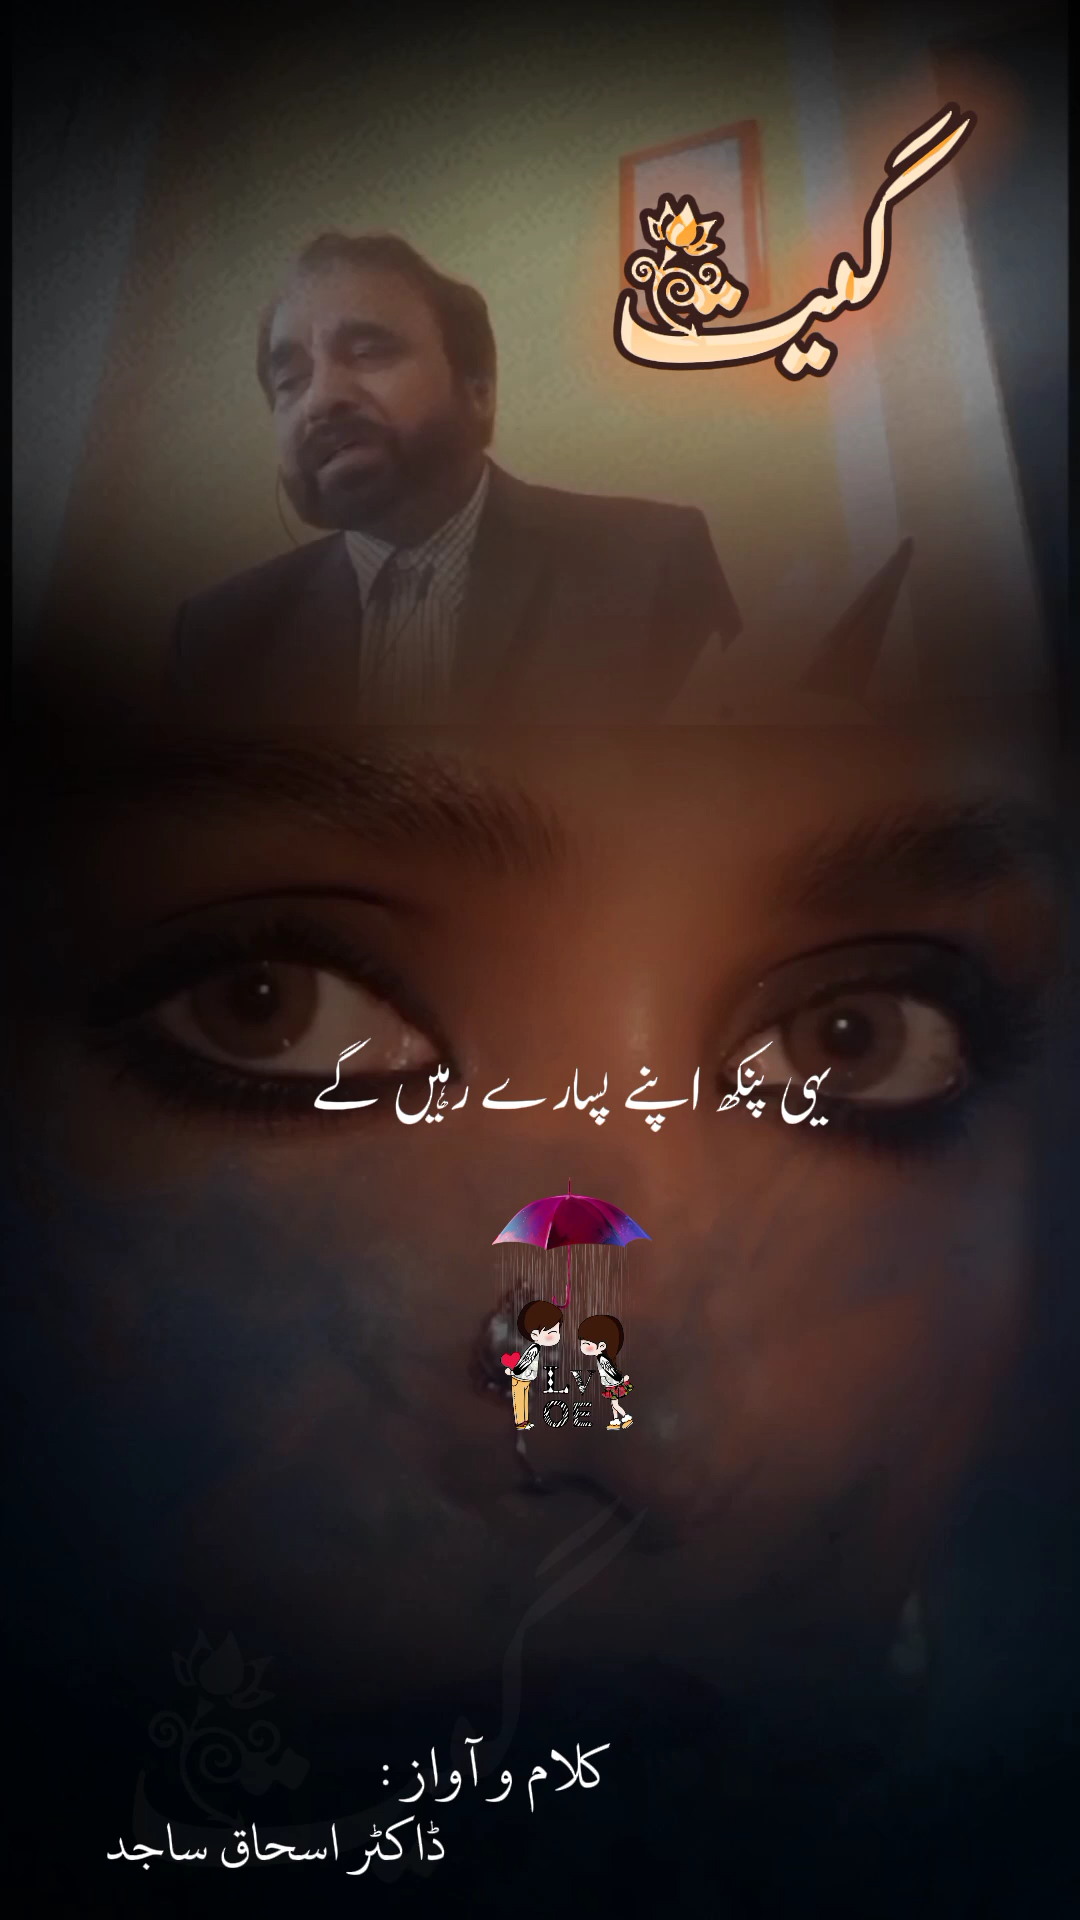 گیت
یہی پنکھ اپنے پسارے رہیں گے
LV
OE
کلام و آواز :
ڈاکٹر اسحاق ساجد